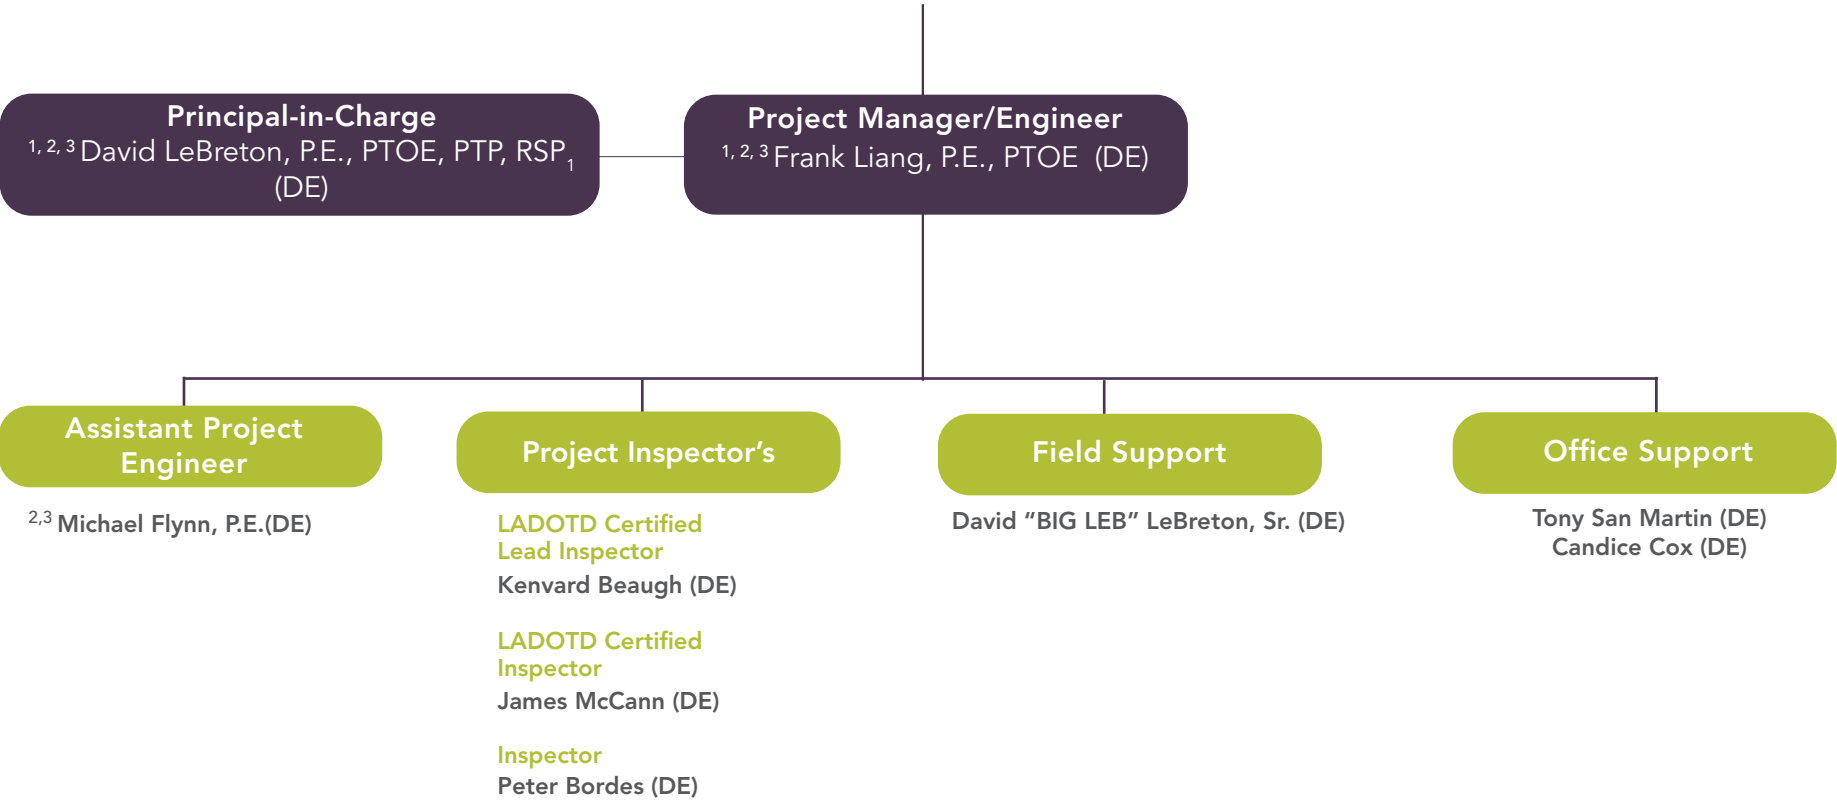 Principal-in-Charge
1, 2, 3 David LeBreton, P.E., PTOE, PTP, RSP1
(DE)
Project Manager/Engineer
1, 2, 3 Frank Liang, P.E., PTOE (DE)
Assistant Project
Engineer
2,3 Michael Flynn, P.E.(DE)
Project Inspector’s
LADOTD Certified
Lead Inspector
Kenvard Beaugh (DE)
LADOTD Certified
Inspector
James McCann (DE)
Inspector
Peter Bordes (DE)
Field Support
David “BIG LEB” LeBreton, Sr. (DE)
Office Support
Tony San Martin (DE)
Candice Cox (DE)